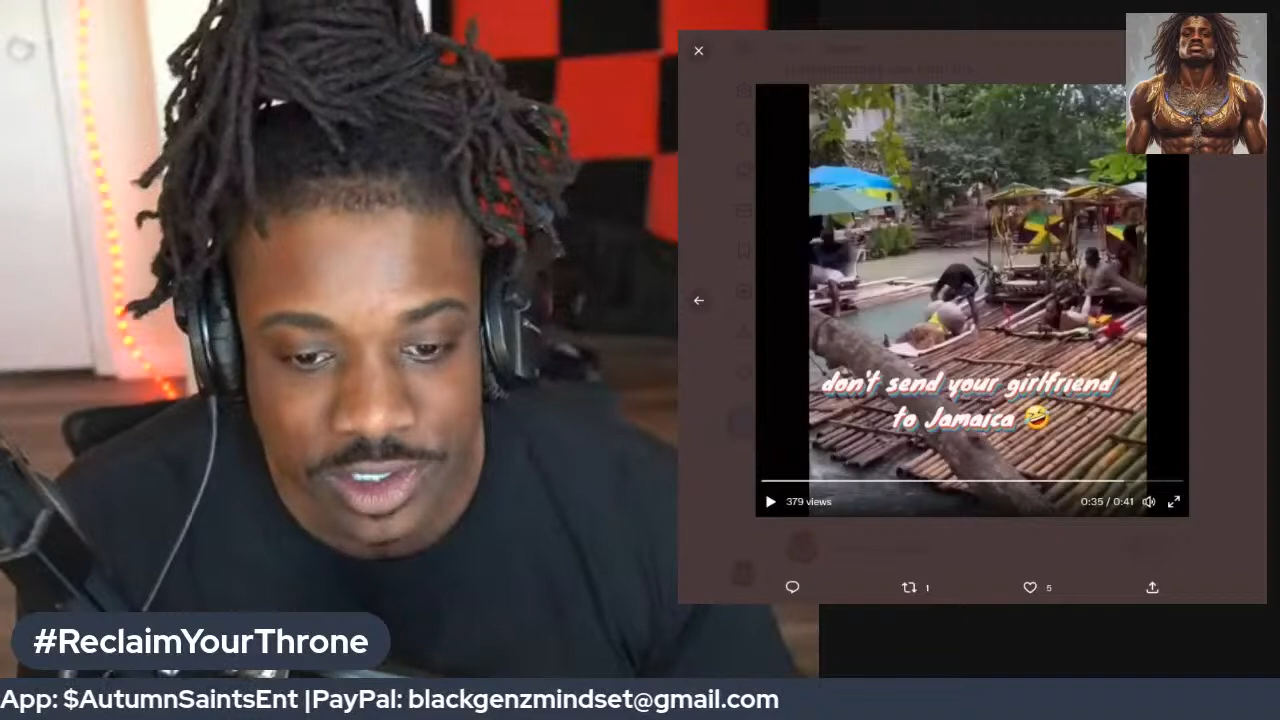 don't send your girlfriend
to Jamaica 🤣
379 views
0:35 / 0:41
1
5
#ReclaimYourThrone
App: $AutumnSaintsEnt |PayPal: blackgenzmindset@gmail.com